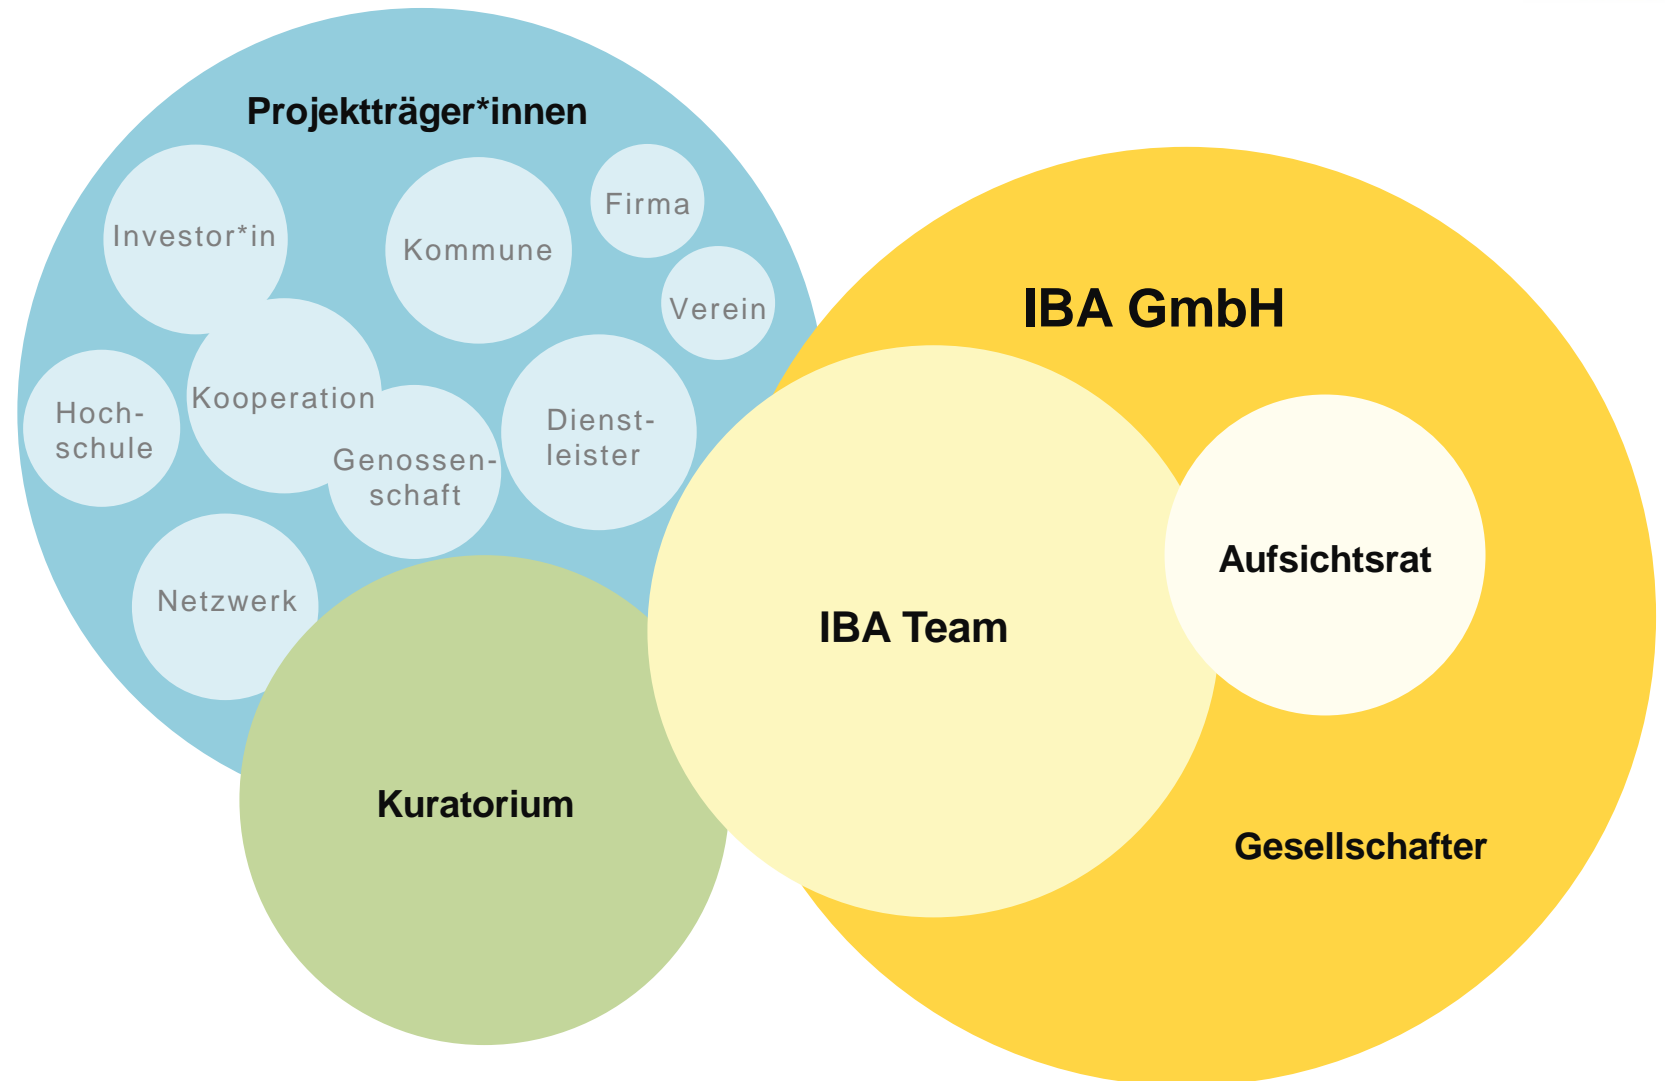 Projektträger*innen
Investor*in
Kommune
Firma
Verein
Hoch-
schule
Kooperation
Genossen-
schaft
Dienst-
leister
Netzwerk
Kuratorium
IBA GmbH
IBA Team
Aufsichtsrat
Gesellschafter